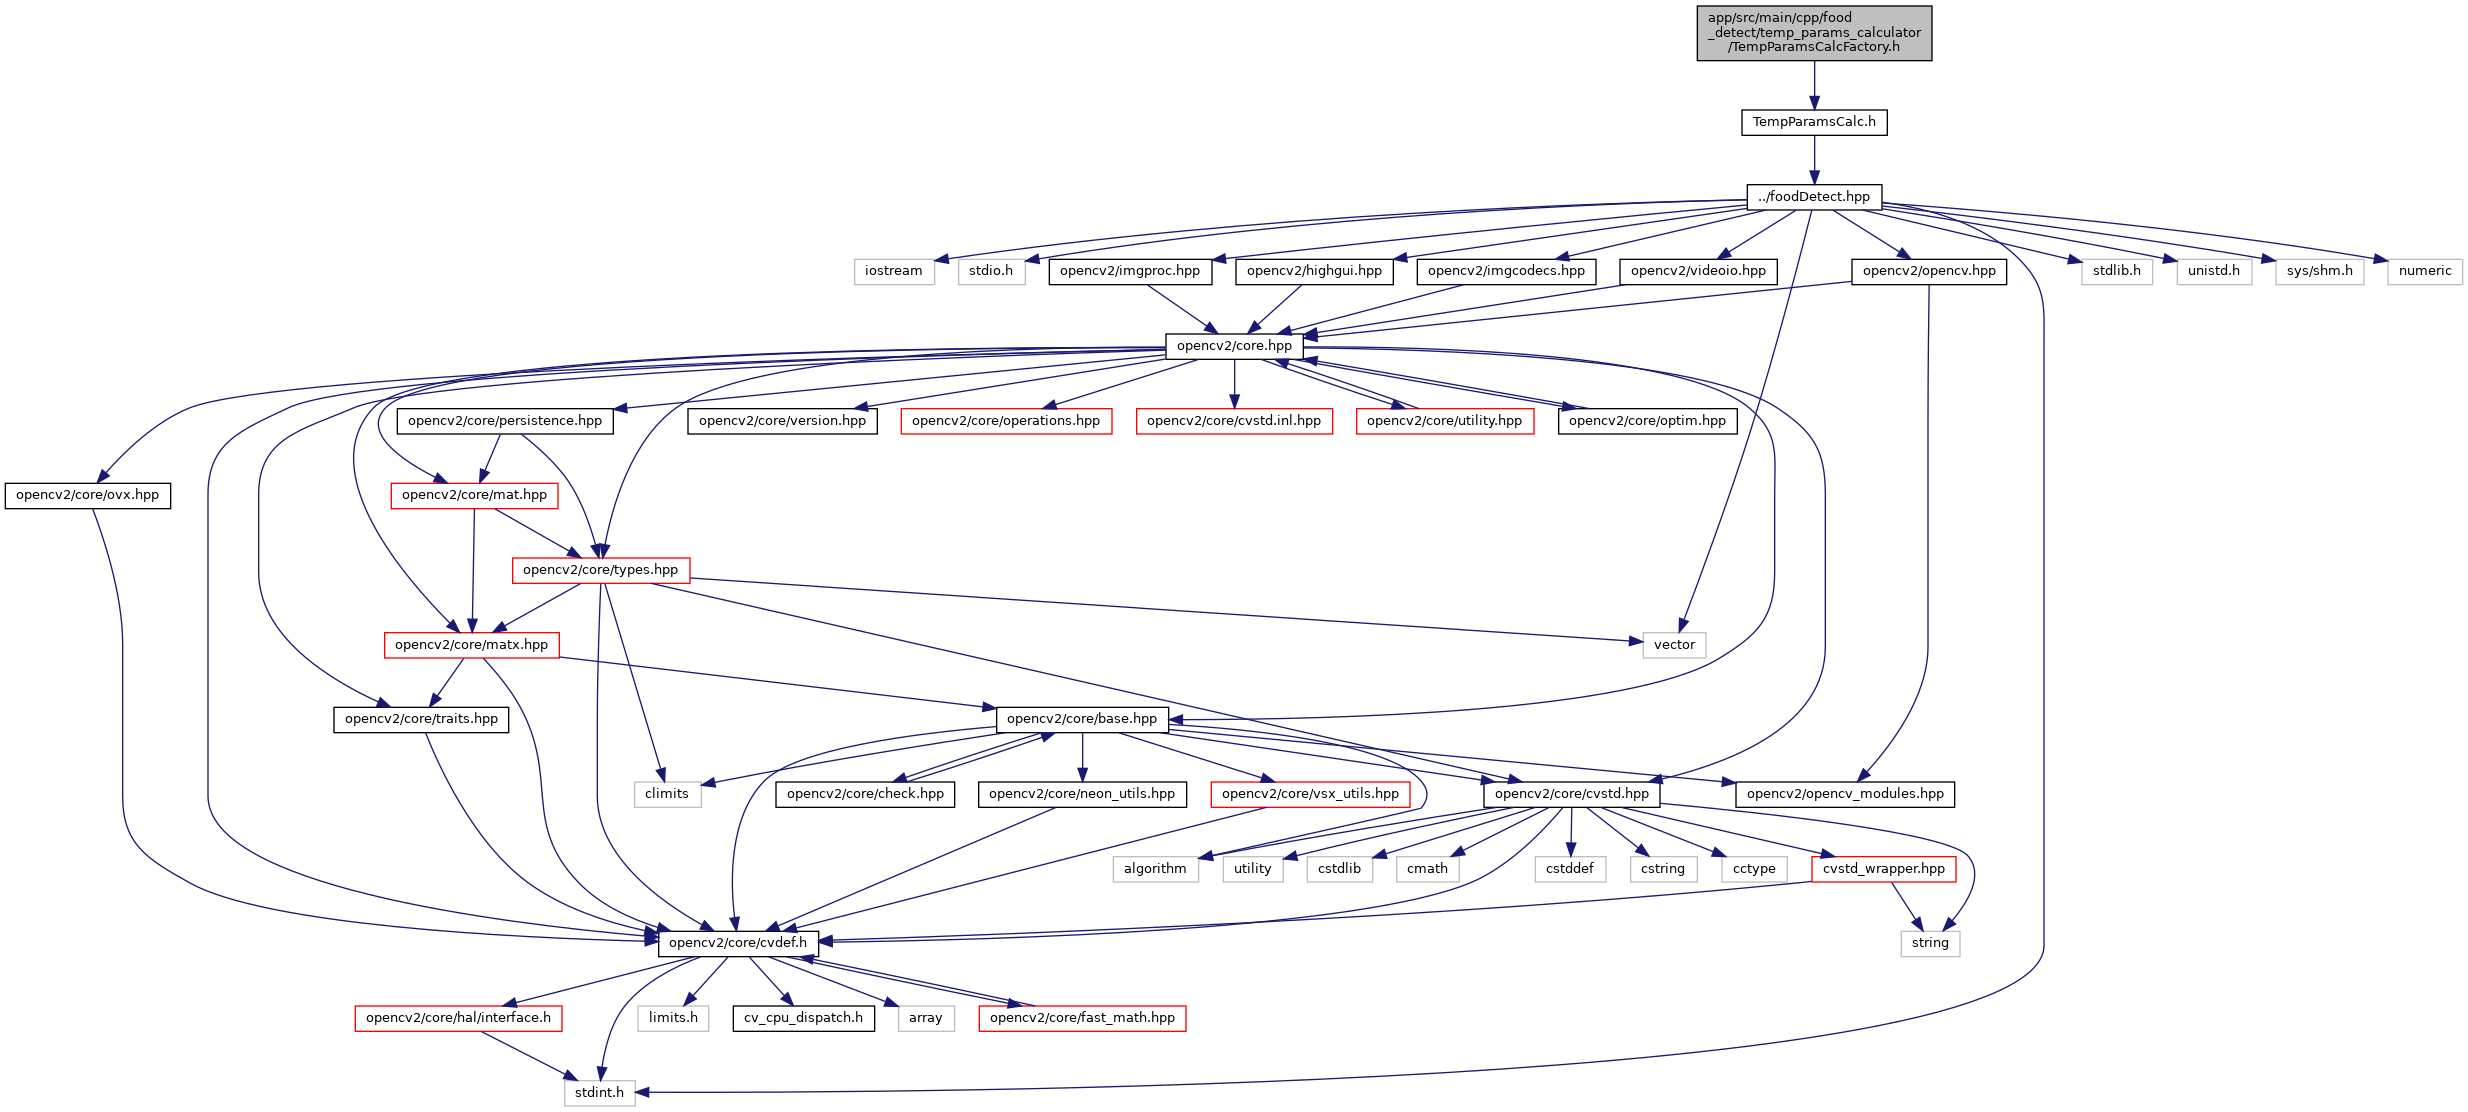 app/src/main/cpp/food
_detect/temp_params_calculator
/TempParamsCalcFactory.h
TempParamsCalc.h
../foodDetect.hpp
iostream
stdio.h
opencv2/imgproc.hpp
opencv2/highgui.hpp
opencv2/imgcodecs.hpp
opencv2/videoio.hpp
opencv2/opencv.hpp
stdlib.h
unistd.h
sys/shm.h
numeric
opencv2/core.hpp
opencv2/core/persistence.hpp
opencv2/core/version.hpp
opencv2/core/operations.hpp
opencv2/core/cvstd.inl.hpp
opencv2/core/utility.hpp
opencv2/core/optim.hpp
opencv2/core/ovx.hpp
opencv2/core/mat.hpp
opencv2/core/types.hpp
opencv2/core/matx.hpp
vector
opencv2/core/traits.hpp
opencv2/core/base.hpp
climits
opencv2/core/check.hpp
opencv2/core/neon_utils.hpp
opencv2/core/vsx_utils.hpp
opencv2/core/cvstd.hpp
opencv2/opencv_modules.hpp
algorithm
utility
cstdlib
cmath
cstddef
cstring
cctype
cvstd_wrapper.hpp
opencv2/core/cvdef.h
string
opencv2/core/hal/interface.h
limits.h
cv_cpu_dispatch.h
array
opencv2/core/fast_math.hpp
stdint.h